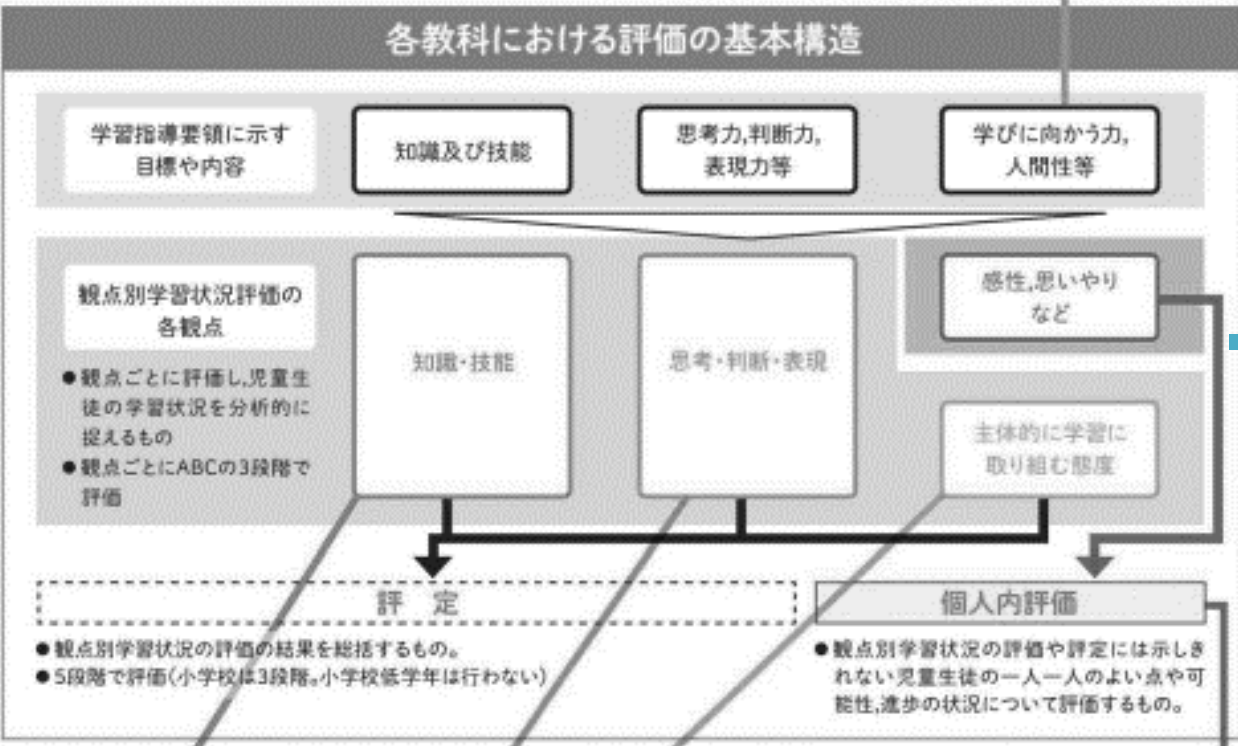 各教科における評価の基本構造
学習指導要領に示す
目標や内容
知識及び技能
思考力,判断力,
表現力等
学びに向かう力,
人間性等
観点別学習状況評価の
各観点
●観点ごとに評価し,児童生
徒の学習状況を分析的に
捉えるもの
●観点ごとにABCの3段階で
評価
知識・技能
思考・判断・表現
感性,思いやり
など
主体的に学習に
取り組む態度
評 定
●観点別学習状況の評価の結果を総括するもの。
●5段階で評価(小学校は3段階。小学校低学年は行わない)
個人内評価
●観点別学習状況の評価や評定には示しき
れない児童生徒の一人一人のよい点や可
能性,進歩の状況について評価するもの。